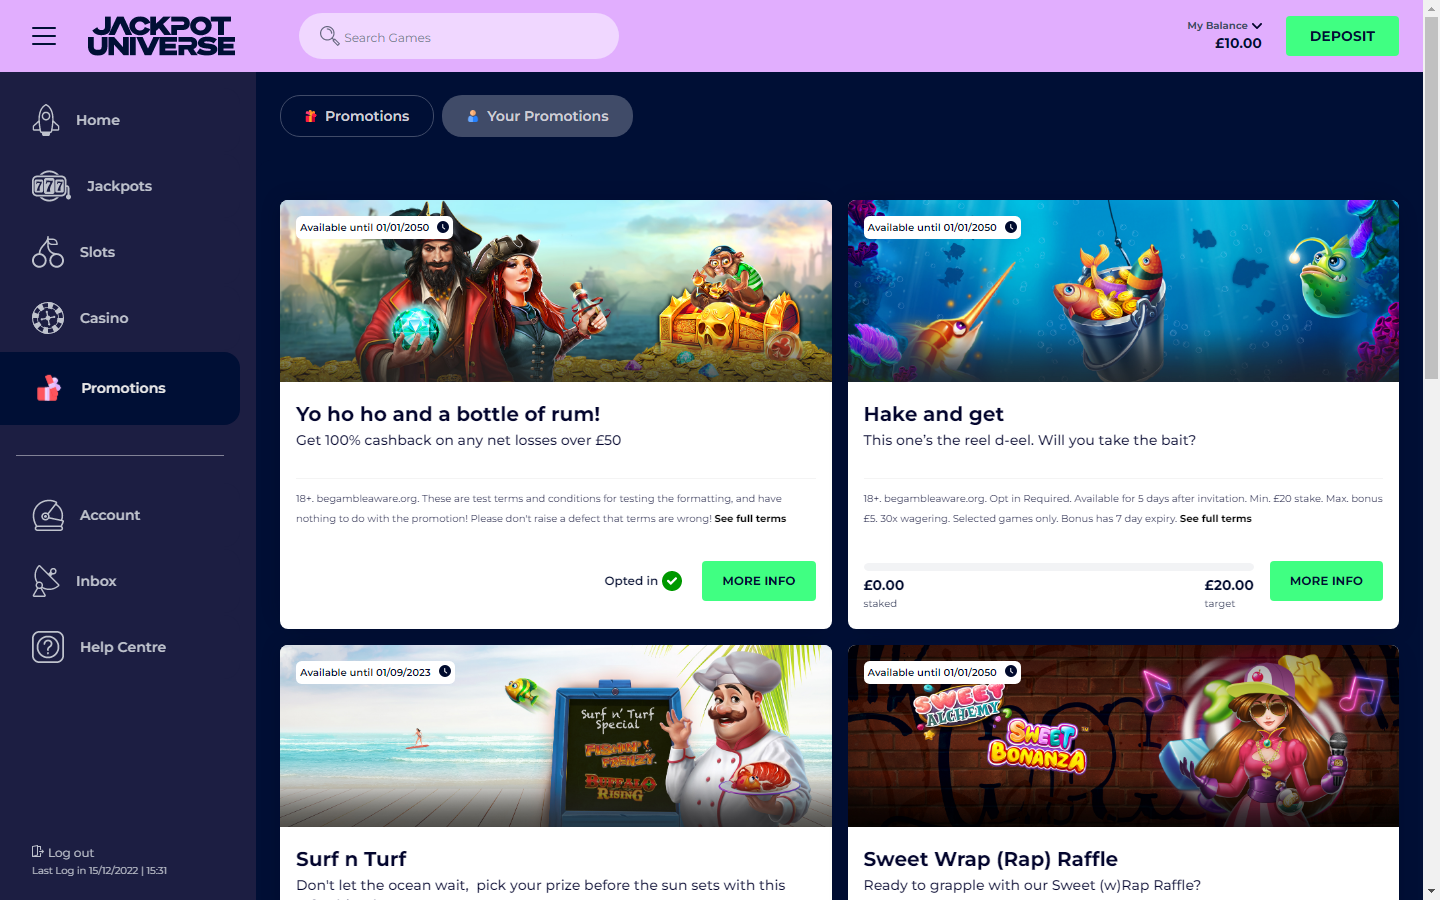 JACKPOT
UNIVERSE
Search Games
My Balance
£10.00
DEPOSIT
Home
Jackpots
Slots
Casino
Promotions
Account
Inbox
Help Centre
Log out
Last Log in 15/12/2022 | 15:31
Promotions
Your Promotions
Available until 01/01/2050
Yo ho ho and a bottle of rum!
Get 100% cashback on any net losses over £50
18+. begambleaware.org. These are test terms and conditions for testing the formatting, and have
nothing to do with the promotion! Please don't raise a defect that terms are wrong! See full terms
Opted in
MORE INFO
Available until 01/01/2050
Hake and get
This one's the reel d-eel. Will you take the bait?
18+. begambleaware.org. Opt in Required. Available for 5 days after invitation. Min. £20 stake. Max. bonus
£5. 30x wagering. Selected games only. Bonus has 7 day expiry. See full terms
£0.00
staked
£20.00
target
MORE INFO
Available until 01/09/2023
Surf n' Turf
Special
FISHIN' FRENZY
BUFFALO
RISING
Surf n Turf
Don't let the ocean wait, pick your prize before the sun sets with this
Available until 01/01/2050
SWEET
ALCHEMY
SWEET
BONANZA
Sweet Wrap (Rap) Raffle
Ready to grapple with our Sweet (w)Rap Raffle?